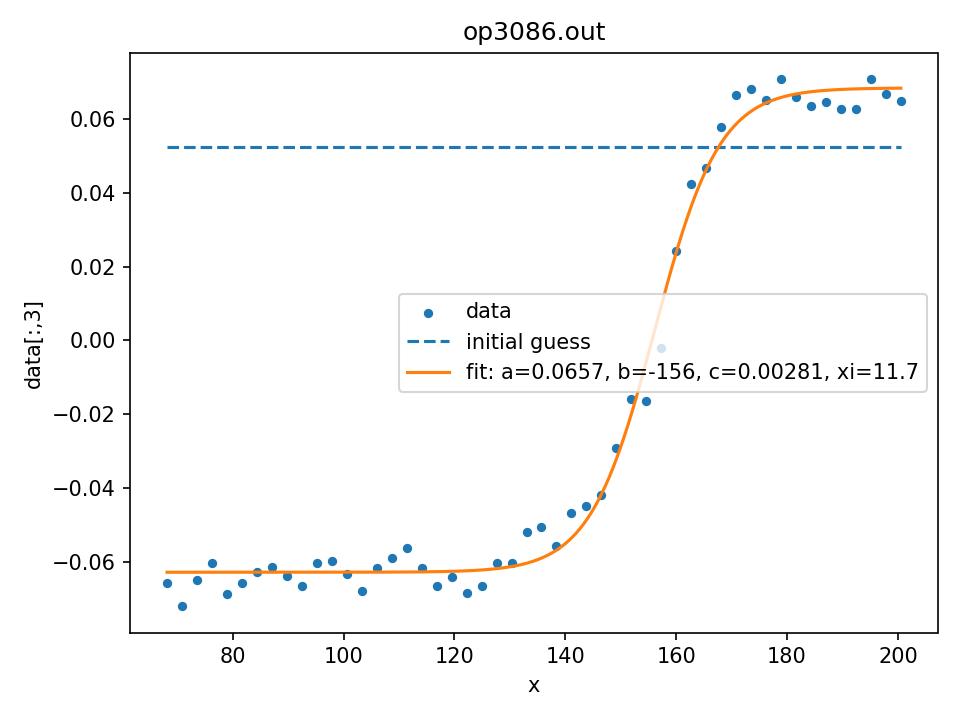 op3086.out
data[:,3]
0.06
0.04
0.02
0.00
−0.02
−0.04
−0.06
data
initial guess
fit: a=0.0657, b=-156, c=0.00281, xi=11.7
80 100 120 140 160 180 200
x